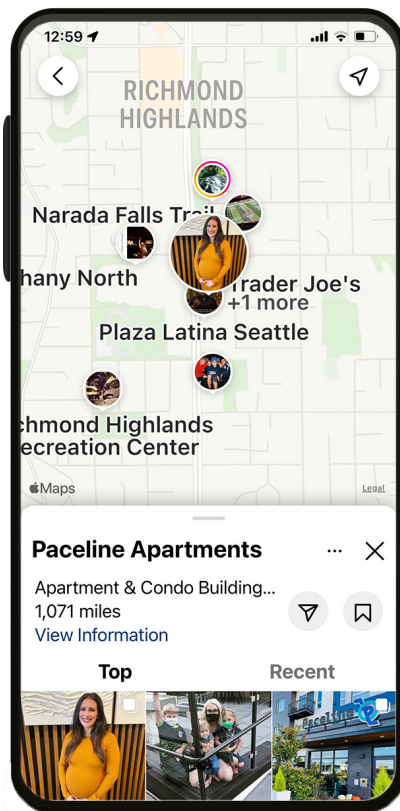 12:59
RICHMOND
HIGHLANDS
Narada Falls Trail
hany North
Trader Joe's
+1 more
Plaza Latina Seattle
chmond Highlands
ecreation Center
Maps
Legal
Paceline Apartments
...
Apartment & Condo Building...
1,071 miles
View Information
Top
Recent
Paceline